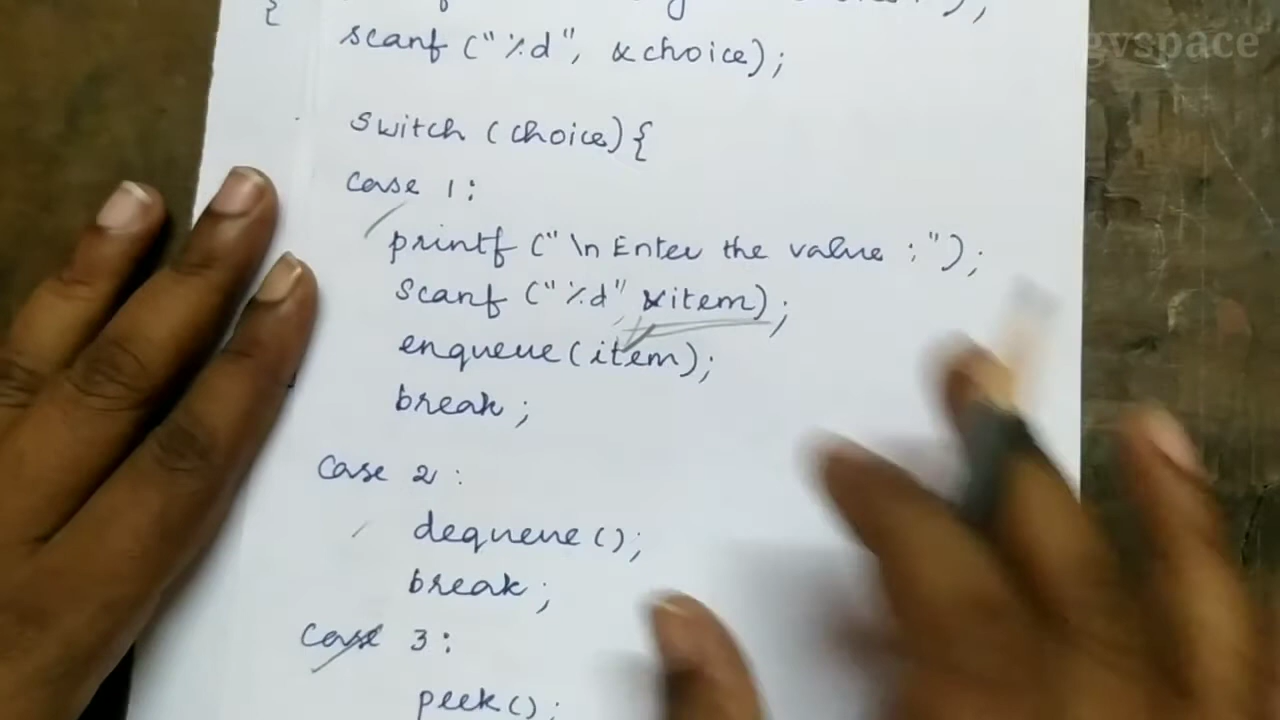 {
scanf ("%d", &choice);
switch (choice) {
case 1:
printf ("\n Enter the value :");
scanf ("%d", &item);
enqueue (item);
break;
case 2 :
dequeue ();
break;
case 3 :
peek ();
gvspace